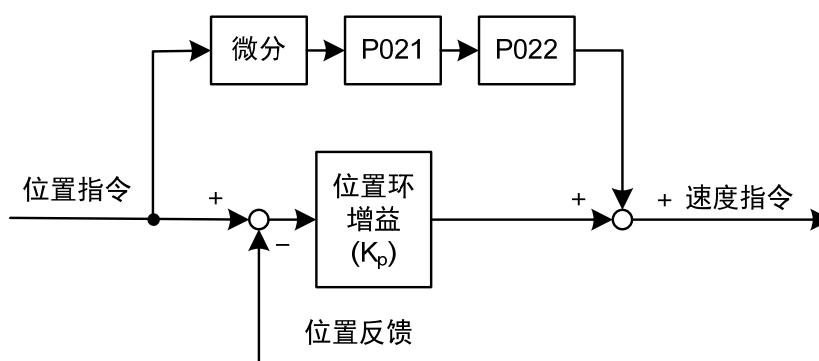 微分
P021
P022
位置指令
+
位置环
增益
(Kp)
+
+
速度指令
−
位置反馈